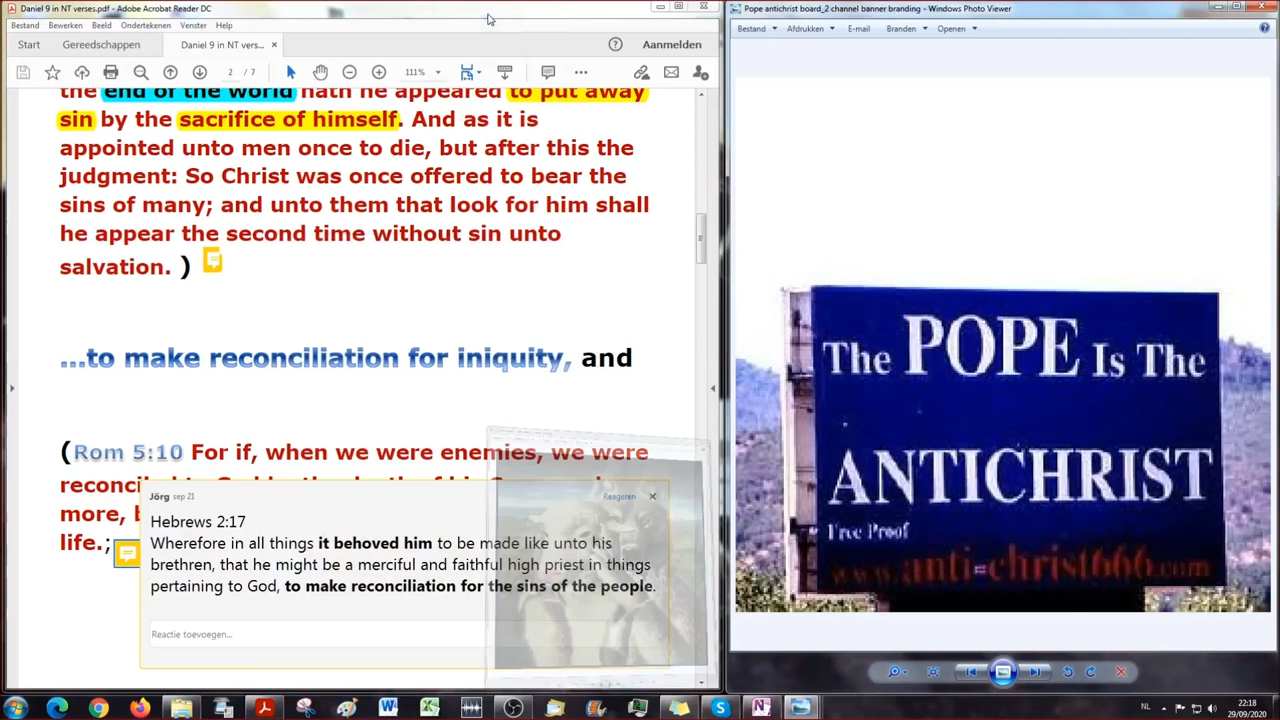 Daniel 9 in NT verses.pdf - Adobe Acrobat Reader DC
Bestand Bewerken Beeld Ondertekenen Venster Help
Start Gereedschappen Daniel 9 in NT vers... × Aanmelden
2 / 7 111%
the end of the world hath he appeared to put away
sin by the sacrifice of himself. And as it is
appointed unto men once to die, but after this the
judgment: So Christ was once offered to bear the
sins of many; and unto them that look for him shall
he appear the second time without sin unto
salvation. )
...to make reconciliation for iniquity, and
(Rom 5:10 For if, when we were enemies, we were
more,
life.;
Jörg sep 21 Reageren
Hebrews 2:17
Wherefore in all things it behoved him to be made like unto his
brethren, that he might be a merciful and faithful high priest in things
pertaining to God, to make reconciliation for the sins of the people.
Reactie toevoegen...
Pope antichrist board_2 channel banner branding - Windows Photo Viewer
Bestand Afdrukken E-mail Branden Openen
The POPE Is The
ANTICHRIST
Free Proof
www.anti-christ666.com
NL 22:18
29/09/2020